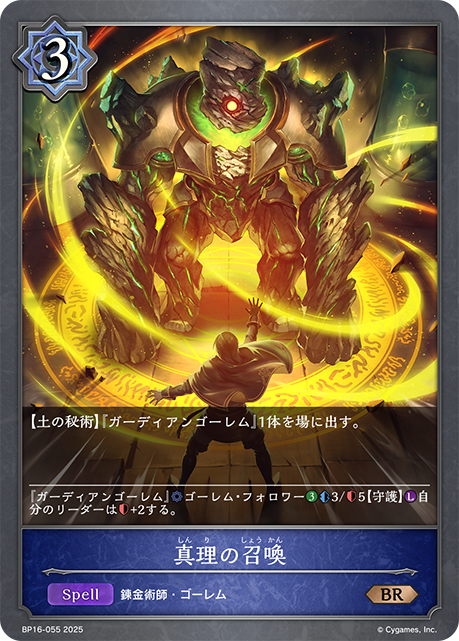 3
【土の秘術】『ガーディアンゴーレム』1体を場に出す。
『ガーディアンゴーレム』ゴーレム・フォロワー3 3/5【守護】L自
分のリーダーは+2する。
しんり しょうかん
真理の召喚
Spell 錬金術師・ゴーレム BR
BP16-055 2025 © Cygames, Inc.